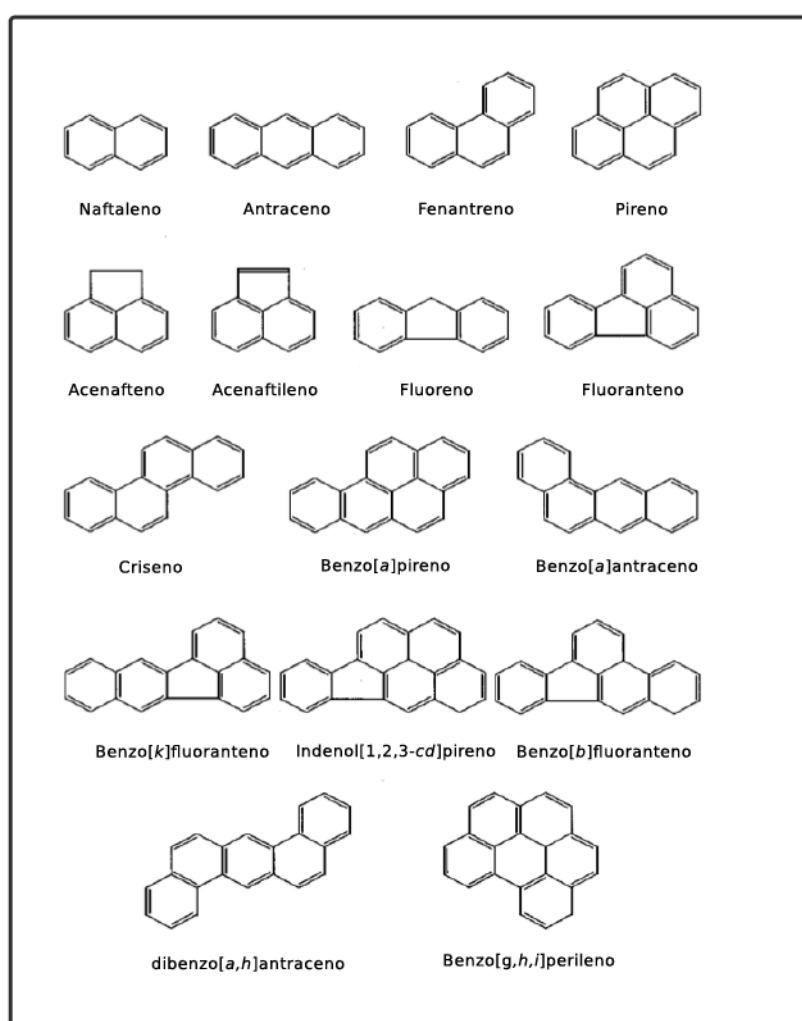 Naftaleno Antraceno Fenantreno Pireno
Acenafteno Acenaftileno Fluoreno Fluoranteno
Criseno Benzo[a]pireno Benzo[a]antraceno
Benzo[k]fluoranteno Indenol[1,2,3-cd]pireno Benzo[b]fluoranteno
dibenzo[a,h]antraceno Benzo[g,h,i]perileno